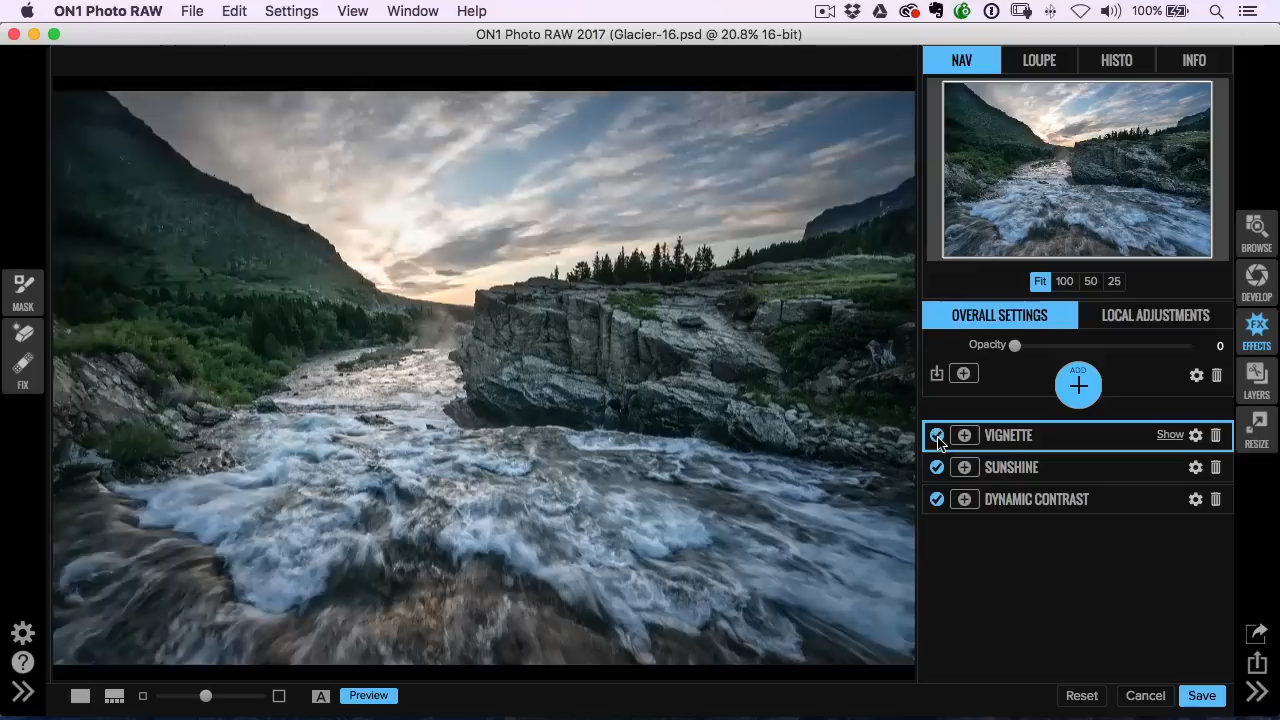 ON1 Photo RAW File Edit Settings View Window Help 100%
ON1 Photo RAW 2017 (Glacier-16.psd @ 20.8% 16-bit)
NAV LOUPE HISTO INFO
MASK
FIX
Fit 100 50 25
OVERALL SETTINGS LOCAL ADJUSTMENTS
Opacity 0
ADD
VIGNETTE Show
SUNSHINE
DYNAMIC CONTRAST
BROWSE
DEVELOP
FX
EFFECTS
LAYERS
RESIZE
A Preview Reset Cancel Save